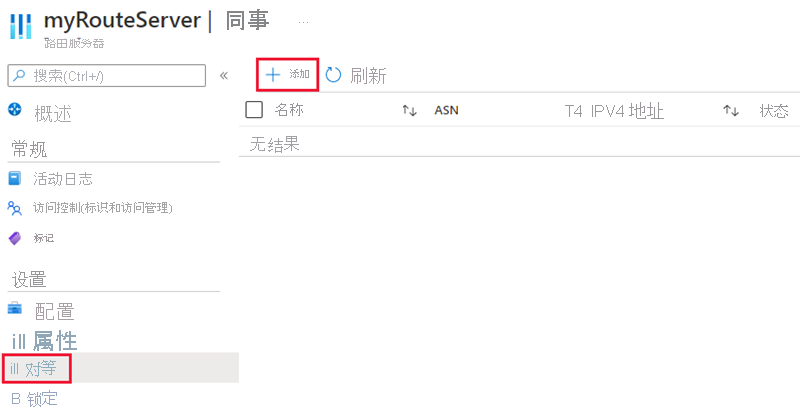 myRouteServer | 同事 ...
路由服务器
搜索(Ctrl+/) «
添加 刷新
名称 ↑↓ ASN T4 IPV4 地址 ↑↓ 状态
无结果
概述
常规
活动日志
访问控制(标识和访问管理)
标记
设置
配置
ill 属性
ill 对等
B 锁定